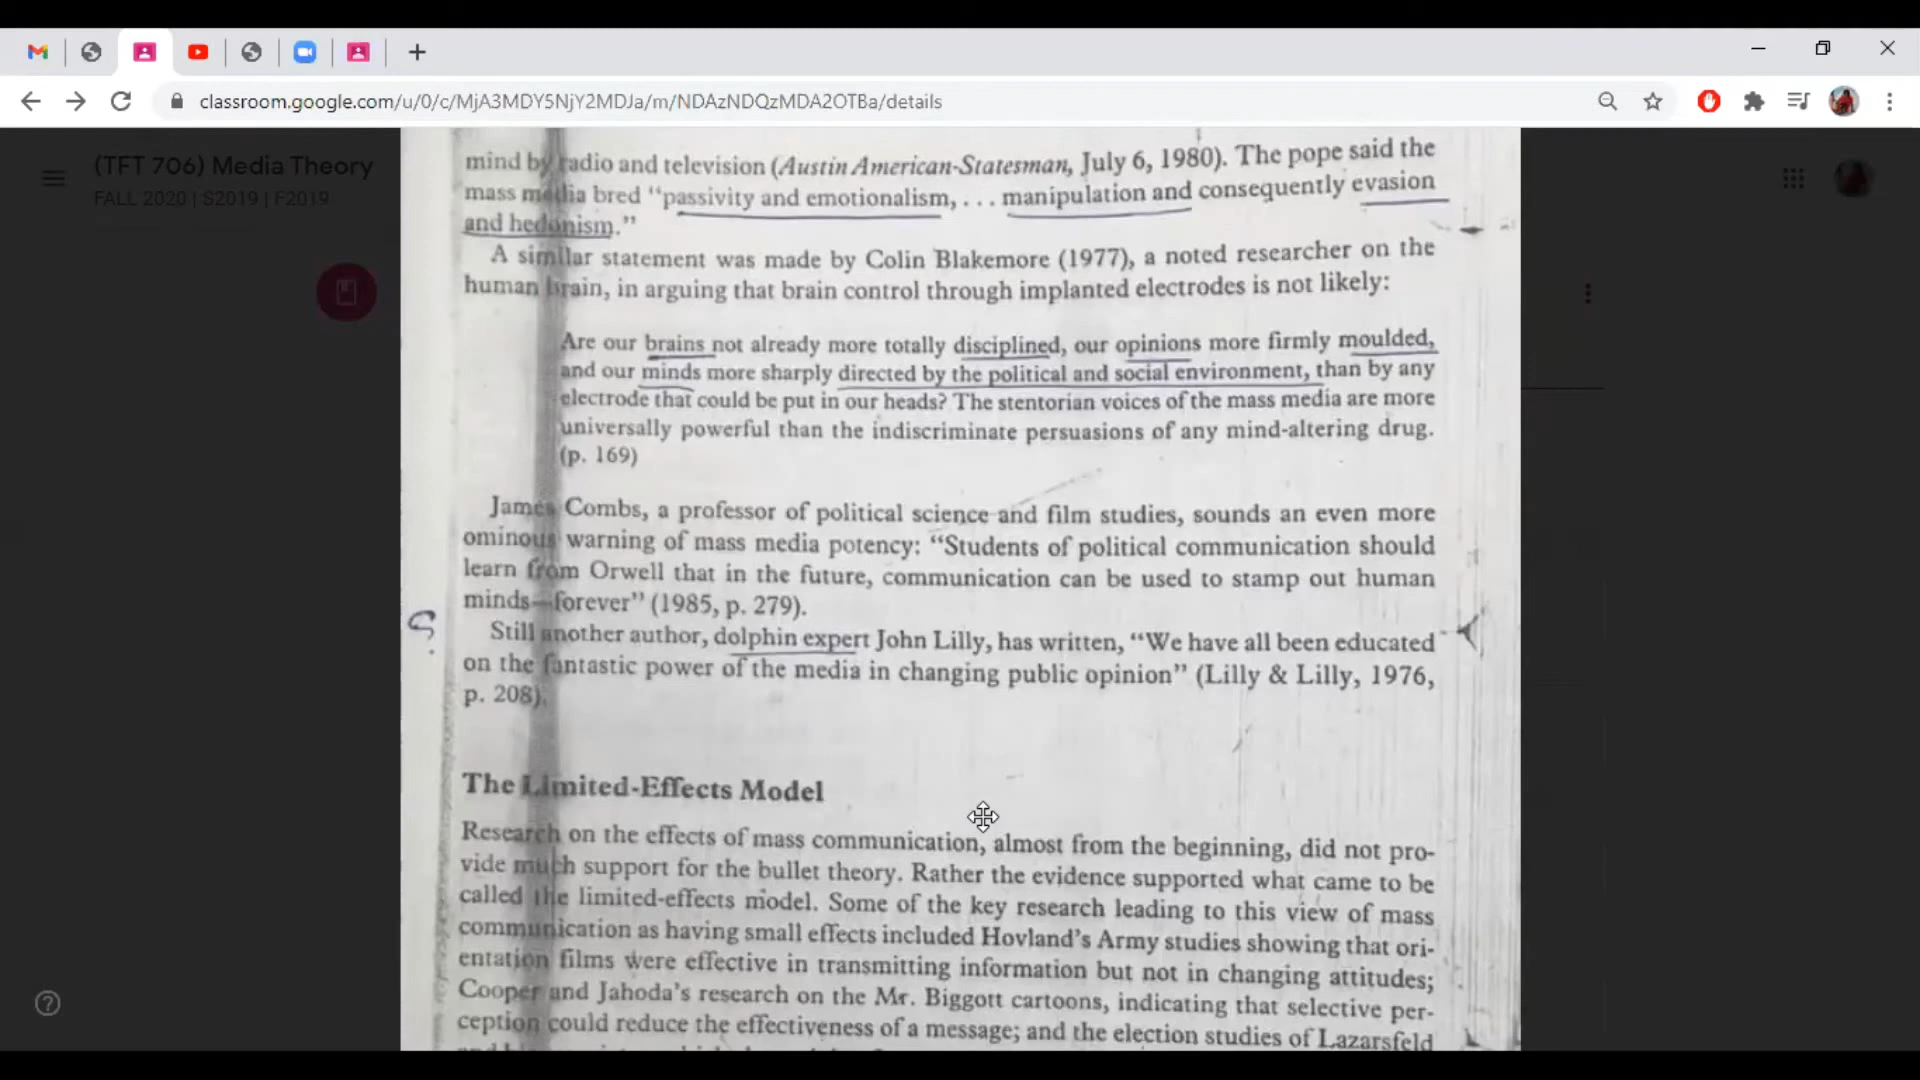 classroom.google.com/u/0/c/MjA3MDY5NjY2MDJa/m/NDAzNDQzMDA2OTBa/details
(TFT 706) Media Theory
FALL 2020 | S2019 | F2019
mind by radio and television (Austin American-Statesman, July 6, 1980). The pope said the
mass media bred “passivity and emotionalism, . . . manipulation and consequently evasion
and hedonism.”
A similar statement was made by Colin Blakemore (1977), a noted researcher on the
human brain, in arguing that brain control through implanted electrodes is not likely:
Are our brains not already more totally disciplined, our opinions more firmly moulded,
and our minds more sharply directed by the political and social environment, than by any
electrode that could be put in our heads? The stentorian voices of the mass media are more
universally powerful than the indiscriminate persuasions of any mind-altering drug.
(p. 169)
James Combs, a professor of political science and film studies, sounds an even more
ominous warning of mass media potency: “Students of political communication should
learn from Orwell that in the future, communication can be used to stamp out human
minds—forever” (1985, p. 279).
Still another author, dolphin expert John Lilly, has written, “We have all been educated
on the fantastic power of the media in changing public opinion” (Lilly & Lilly, 1976,
p. 208).
The Limited-Effects Model
Research on the effects of mass communication, almost from the beginning, did not pro-
vide much support for the bullet theory. Rather the evidence supported what came to be
called the limited-effects model. Some of the key research leading to this view of mass
communication as having small effects included Hovland’s Army studies showing that ori-
entation films were effective in transmitting information but not in changing attitudes;
Cooper and Jahoda’s research on the Mr. Biggott cartoons, indicating that selective per-
ception could reduce the effectiveness of a message; and the election studies of Lazarsfeld